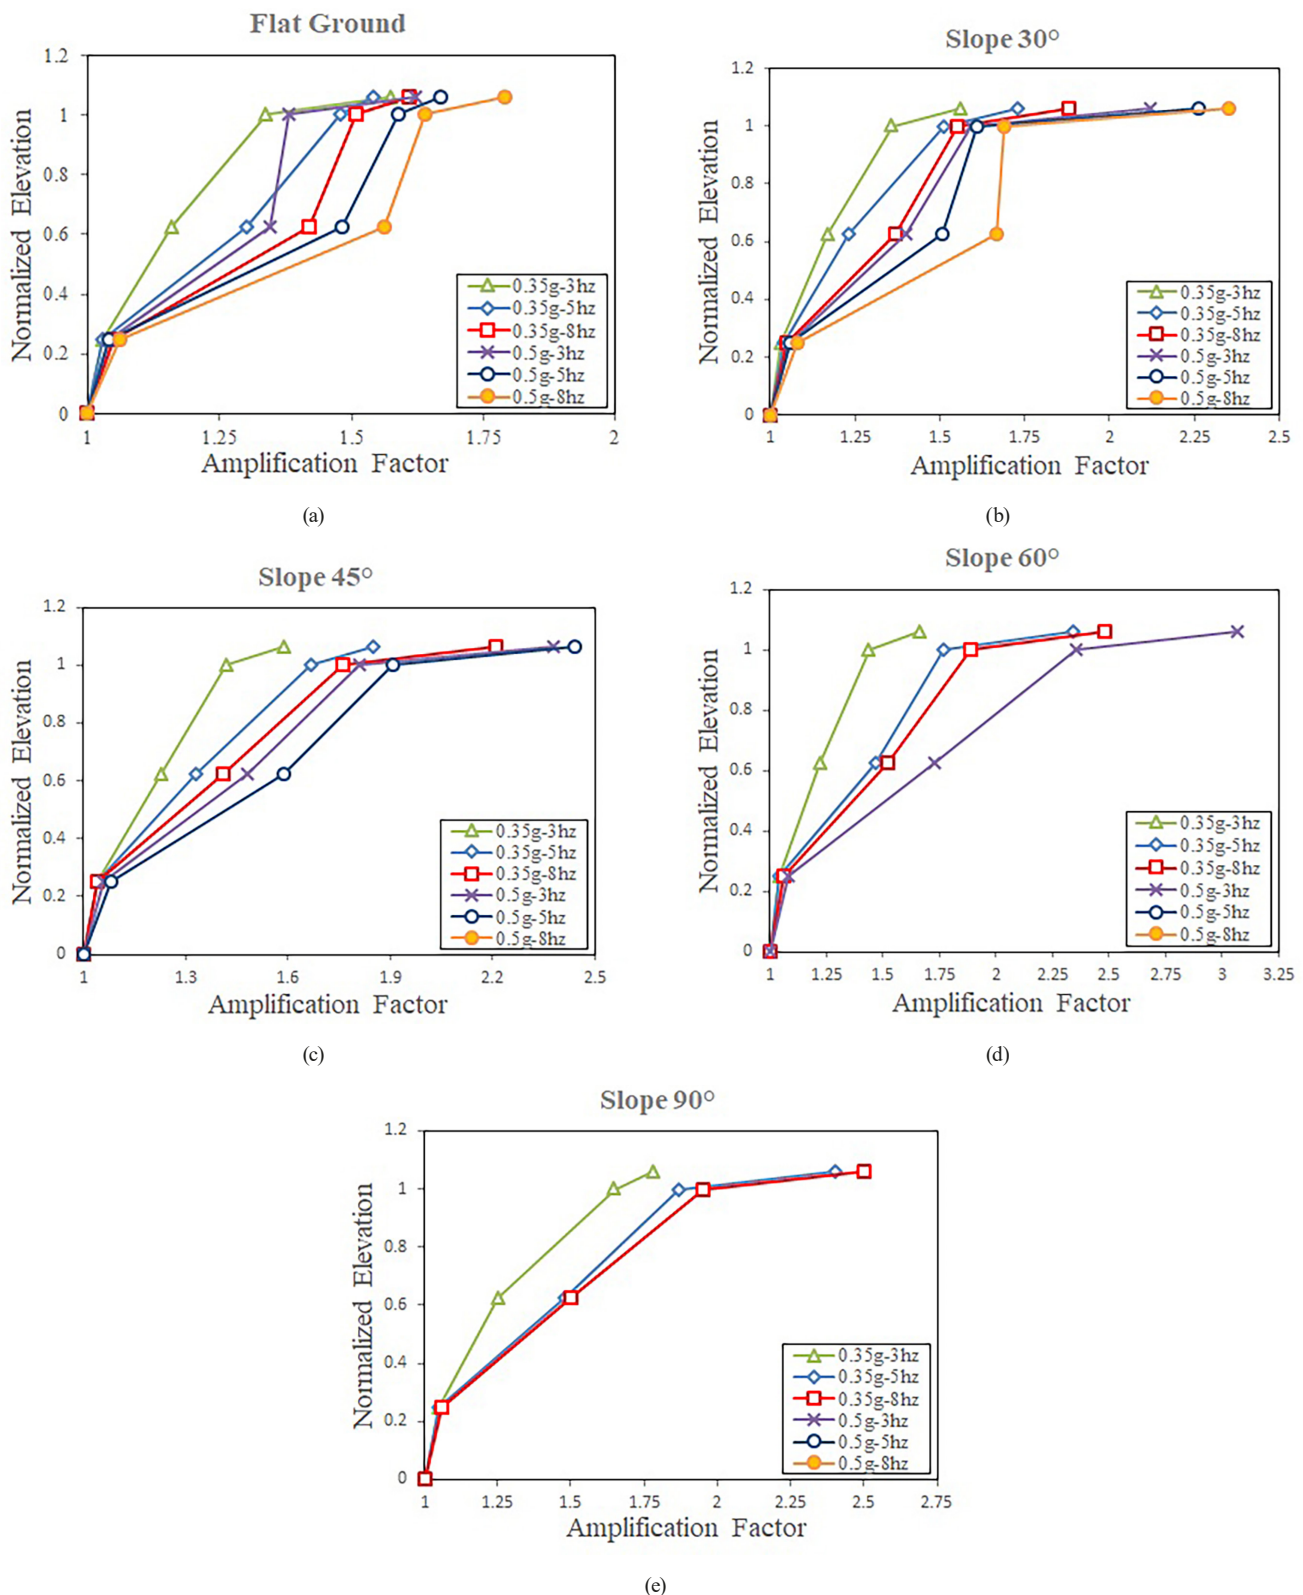 Flat Ground
1.2
1
0.8
0.6
0.4
0.2
0
Normalized Elevation
0.35g-3hz
0.35g-5hz
0.35g-8hz
0.5g-3hz
0.5g-5hz
0.5g-8hz
1 1.25 1.5 1.75 2
Amplification Factor
(a)
Slope 30°
1.2
1
0.8
0.6
0.4
0.2
0
Normalized Elevation
0.35g-3hz
0.35g-5hz
0.35g-8hz
0.5g-3hz
0.5g-5hz
0.5g-8hz
1 1.25 1.5 1.75 2 2.25 2.5
Amplification Factor
(b)
Slope 45°
1.2
1
0.8
0.6
0.4
0.2
0
Normalized Elevation
0.35g-3hz
0.35g-5hz
0.35g-8hz
0.5g-3hz
0.5g-5hz
0.5g-8hz
1 1.3 1.6 1.9 2.2 2.5
Amplification Factor
(c)
Slope 60°
1.2
1
0.8
0.6
0.4
0.2
0
Normalized Elevation
0.35g-3hz
0.35g-5hz
0.35g-8hz
0.5g-3hz
0.5g-5hz
0.5g-8hz
1 1.25 1.5 1.75 2 2.25 2.5 2.75 3 3.25
Amplification Factor
(d)
Slope 90°
1.2
1
0.8
0.6
0.4
0.2
0
Normalized Elevation
0.35g-3hz
0.35g-5hz
0.35g-8hz
0.5g-3hz
0.5g-5hz
0.5g-8hz
1 1.25 1.5 1.75 2 2.25 2.5 2.75
Amplification Factor
(e)